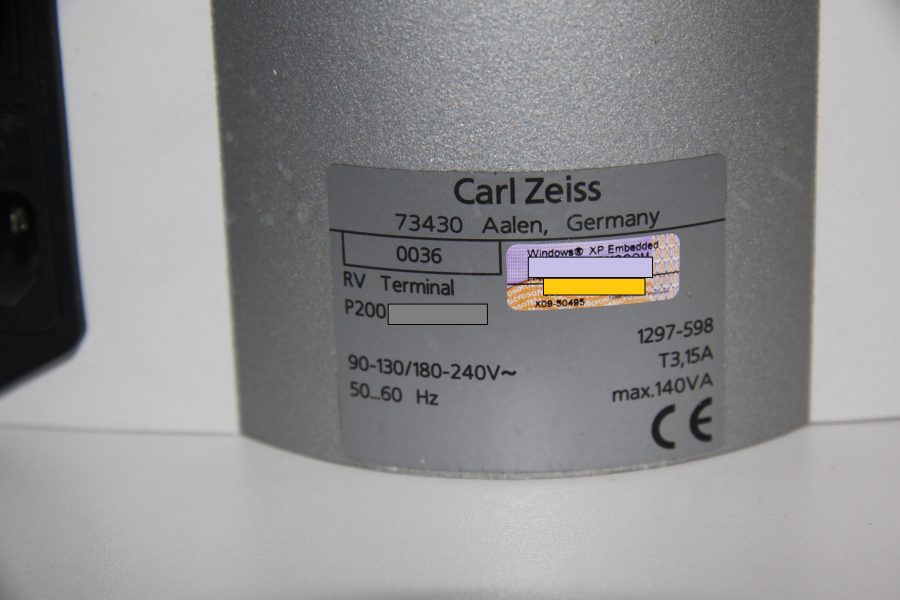 Carl Zeiss
73430 Aalen, Germany
0036
Windows® XP Embedded
RV Terminal
P200
X09-50495
1297-598
90-130/180-240V~
T3,15A
50...60 Hz
max.140VA
CE